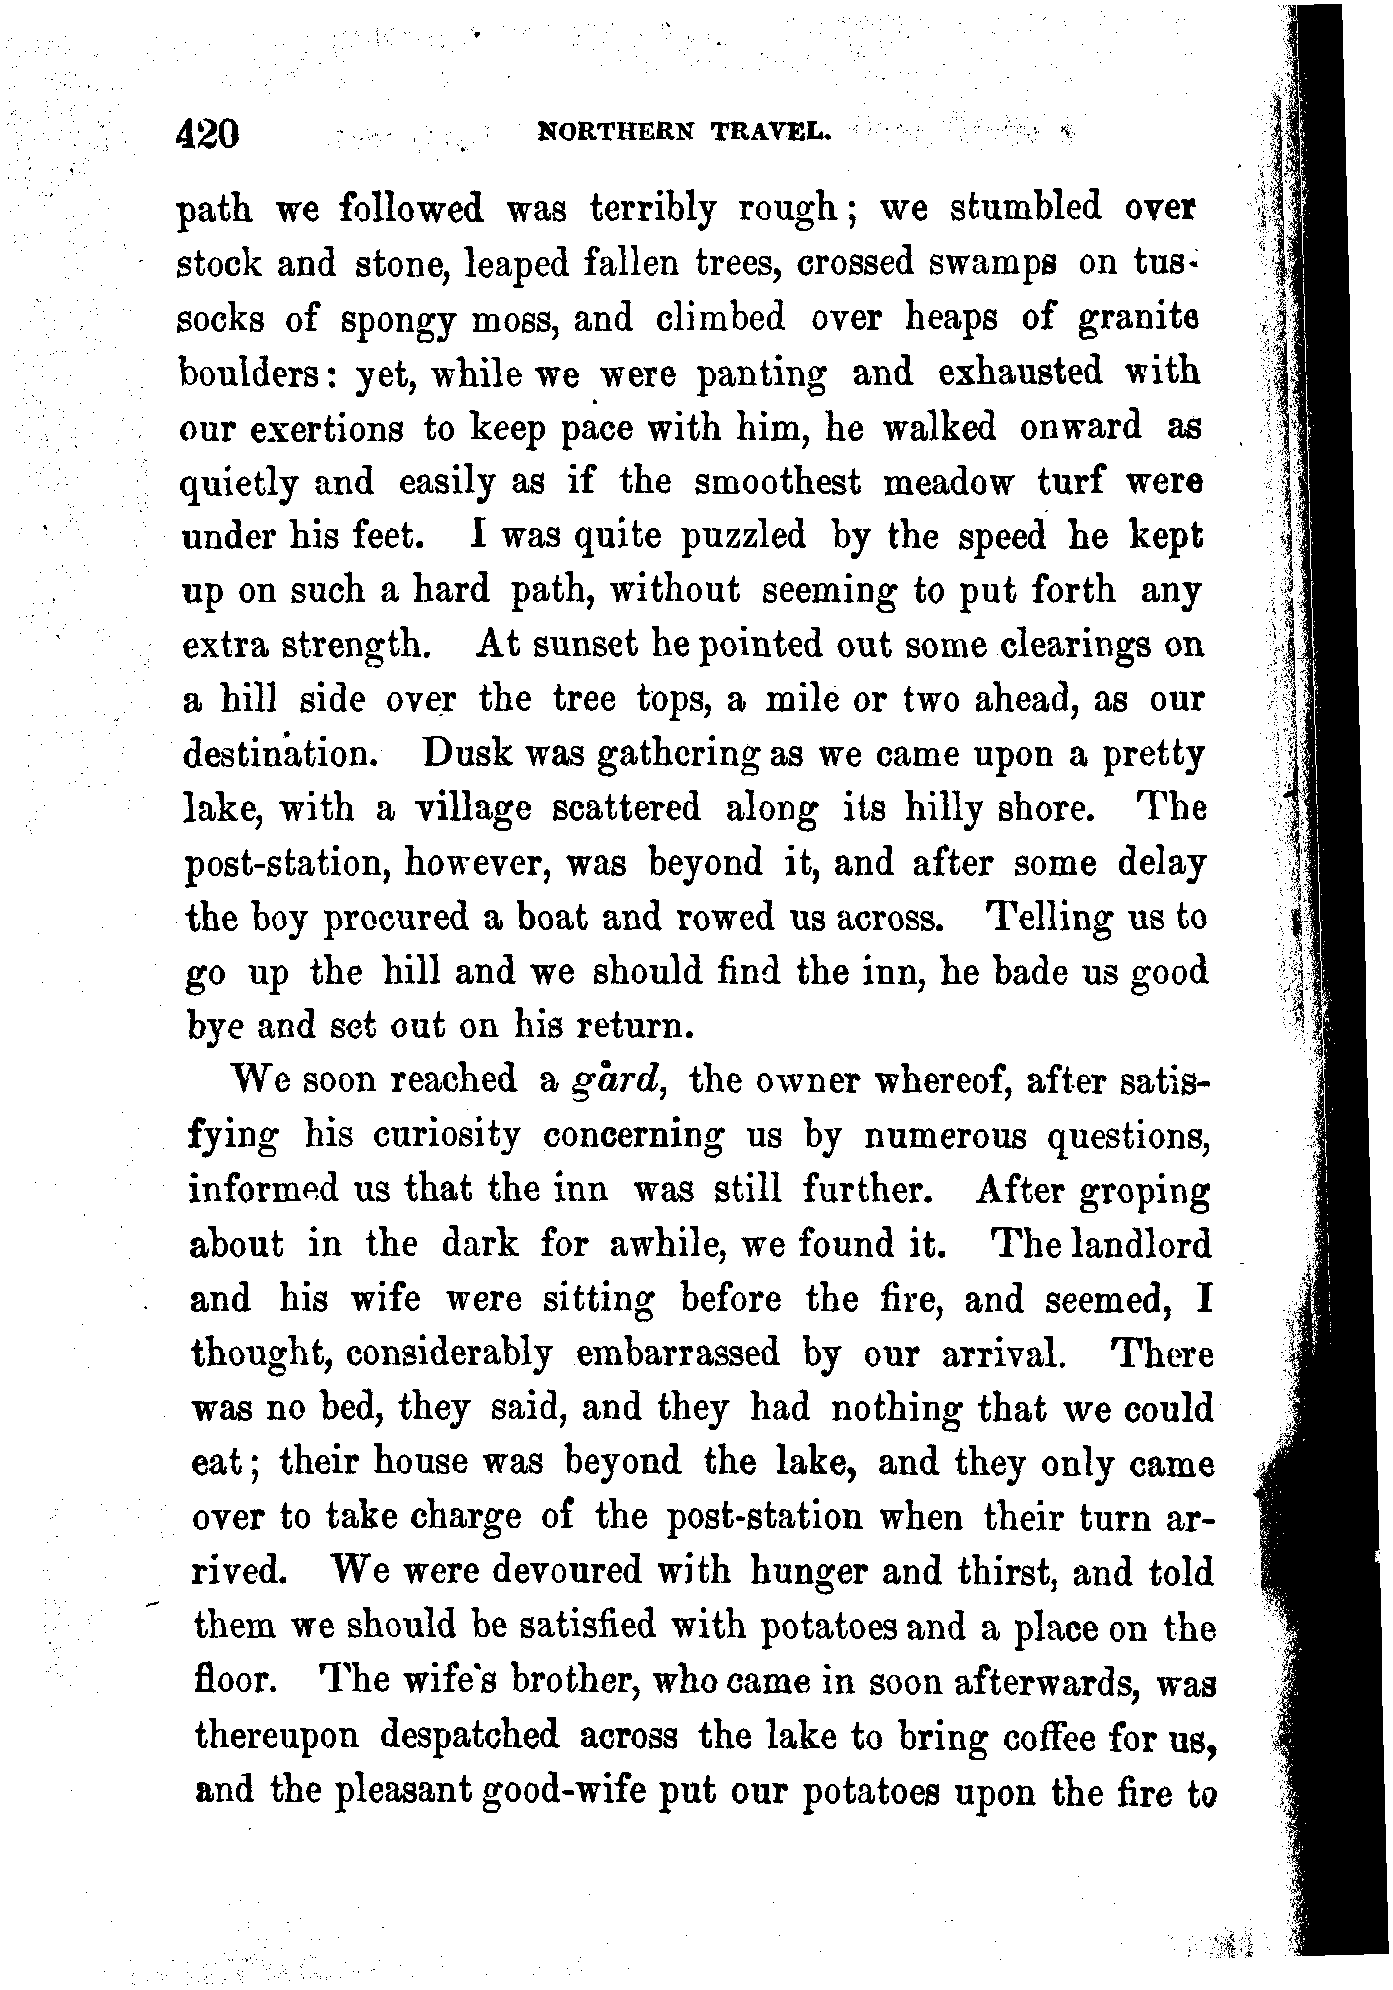 420 NORTHERN TRAVEL.
path we followed was terribly rough; we stumbled over
stock and stone, leaped fallen trees, crossed swamps on tus-
socks of spongy moss, and climbed over heaps of granite
boulders: yet, while we were panting and exhausted with
our exertions to keep pace with him, he walked onward as
quietly and easily as if the smoothest meadow turf were
under his feet. I was quite puzzled by the speed he kept
up on such a hard path, without seeming to put forth any
extra strength. At sunset he pointed out some clearings on
a hill side over the tree tops, a mile or two ahead, as our
destination. Dusk was gathering as we came upon a pretty
lake, with a village scattered along its hilly shore. The
post-station, however, was beyond it, and after some delay
the boy procured a boat and rowed us across. Telling us to
go up the hill and we should find the inn, he bade us good
bye and set out on his return.
We soon reached a gård, the owner whereof, after satis-
fying his curiosity concerning us by numerous questions,
informed us that the inn was still further. After groping
about in the dark for awhile, we found it. The landlord
and his wife were sitting before the fire, and seemed, I
thought, considerably embarrassed by our arrival. There
was no bed, they said, and they had nothing that we could
eat; their house was beyond the lake, and they only came
over to take charge of the post-station when their turn ar-
rived. We were devoured with hunger and thirst, and told
them we should be satisfied with potatoes and a place on the
floor. The wife's brother, who came in soon afterwards, was
thereupon despatched across the lake to bring coffee for us,
and the pleasant good-wife put our potatoes upon the fire to